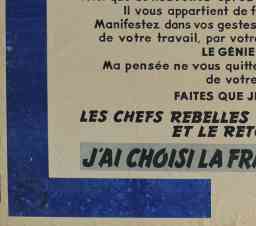 Il vous appartient de f
Manifestez dans vos gestes
de votre travail, par votre
LE GÉNIE
Ma pensée ne vous quitte
de votre
FAITES QUE JE
LES CHEFS REBELLES
ET LE RETO
J'AI CHOISI LA FRA